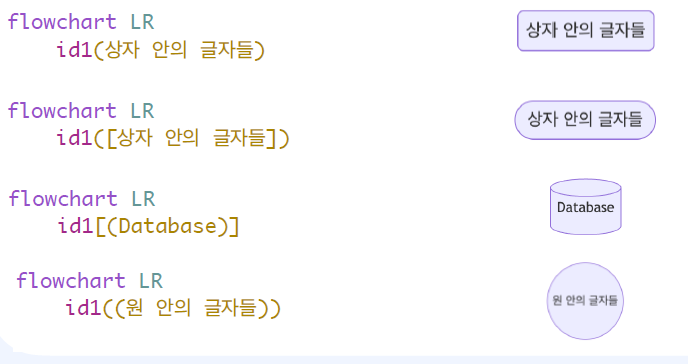 flowchart LR
id1(상자 안의 글자들)
상자 안의 글자들
flowchart LR
id1([상자 안의 글자들])
상자 안의 글자들
flowchart LR
id1[(Database)]
Database
flowchart LR
id1((원 안의 글자들))
원 안의 글자들